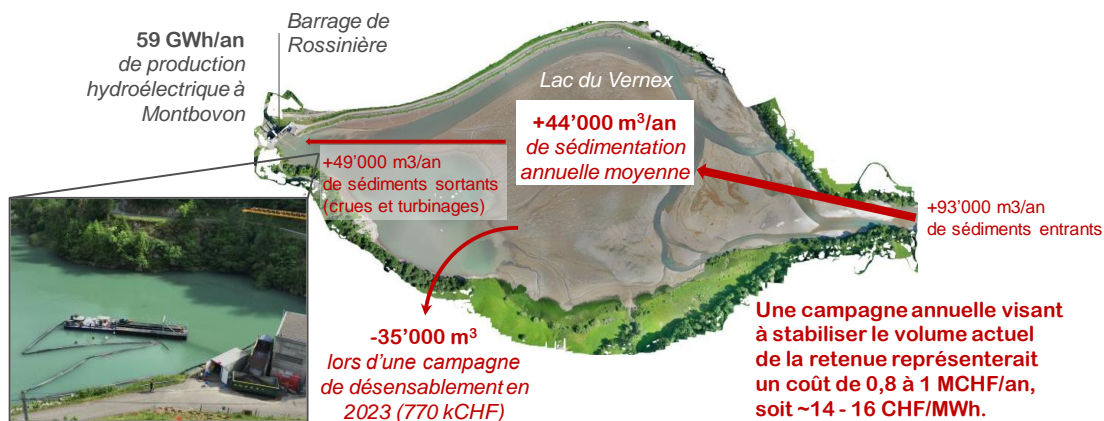 59 GWh/an
de production
hydroélectrique à
Montbovon
Barrage de
Rossinière
Lac du Vernex
+44’000 m³/an
de sédimentation
annuelle moyenne
+49’000 m3/an
de sédiments sortants
(crues et turbinages)
+93’000 m3/an
de sédiments entrants
-35’000 m³
lors d’une campagne
de désensablement en
2023 (770 kCHF)
Une campagne annuelle visant
à stabiliser le volume actuel
de la retenue représenterait
un coût de 0,8 à 1 MCHF/an,
soit ~14 - 16 CHF/MWh.